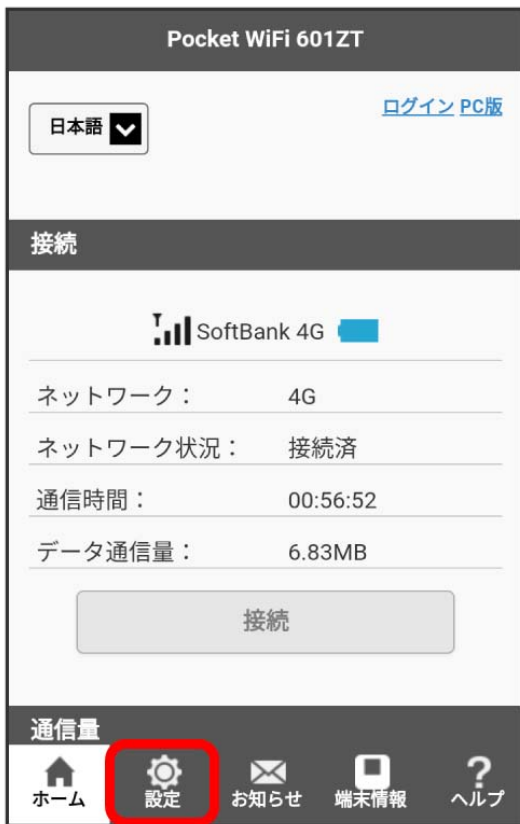 Pocket WiFi 601ZT
ログイン PC版
日本語
接続
SoftBank 4G
ネットワーク： 4G
ネットワーク状況： 接続済
通信時間： 00:56:52
データ通信量： 6.83MB
接続
通信量
ホーム 設定 お知らせ 端末情報 ヘルプ